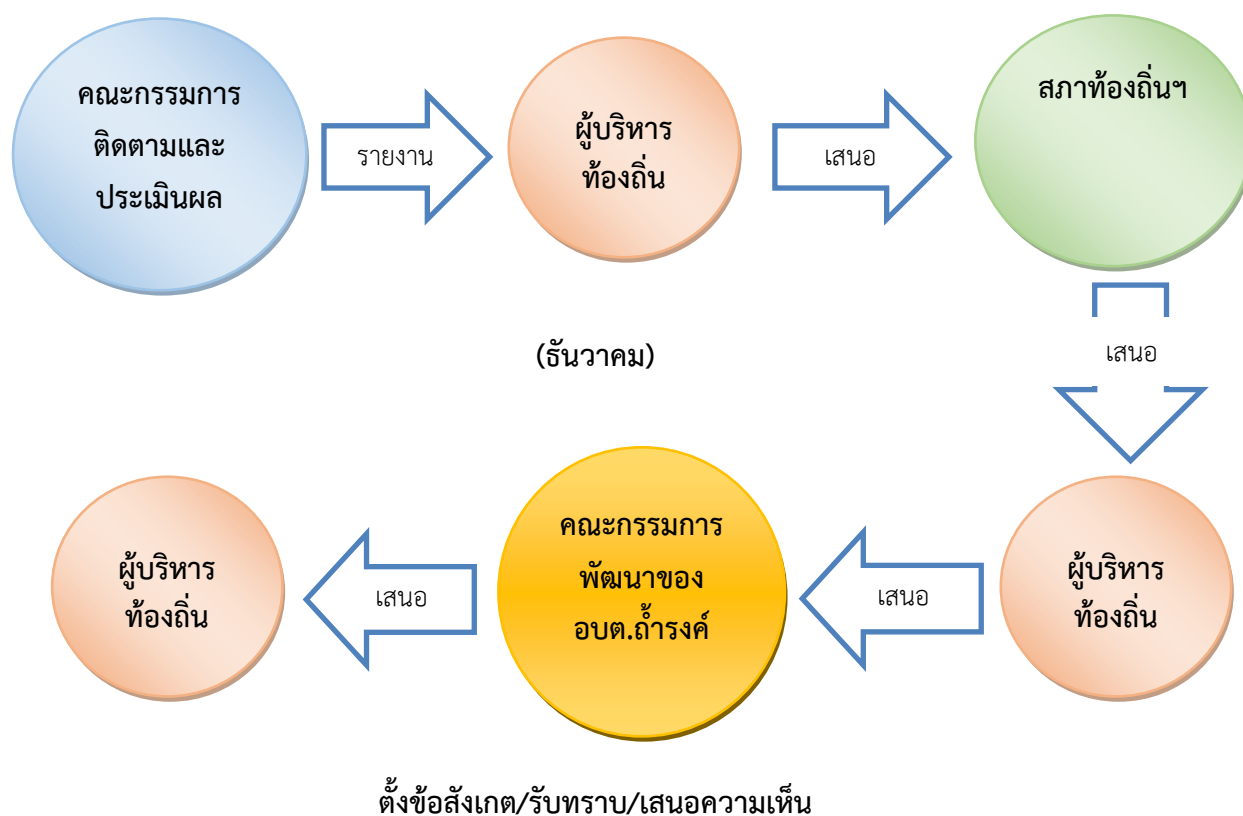 คณะกรรมการ
ติดตามและ
ประเมินผล
รายงาน
ผู้บริหาร
ท้องถิ่น
เสนอ
สภาท้องถิ่นฯ
(ธันวาคม)
เสนอ
ผู้บริหาร
ท้องถิ่น
เสนอ
คณะกรรมการ
พัฒนาของ
อบต.ถ้ำรงค์
เสนอ
ผู้บริหาร
ท้องถิ่น
ตั้งข้อสังเกต/รับทราบ/เสนอความเห็น